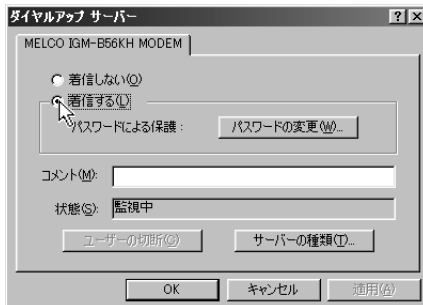 ダイヤルアップ サーバー
MELCO IGM-B56KH MODEM
着信しない(O)
着信する(L)
パスワードによる保護: パスワードの変更(W)...
コメント(M):
状態(S): 監視中
ユーザーの切断(C) サーバーの種類(T)...
OK キャンセル 適用(A)